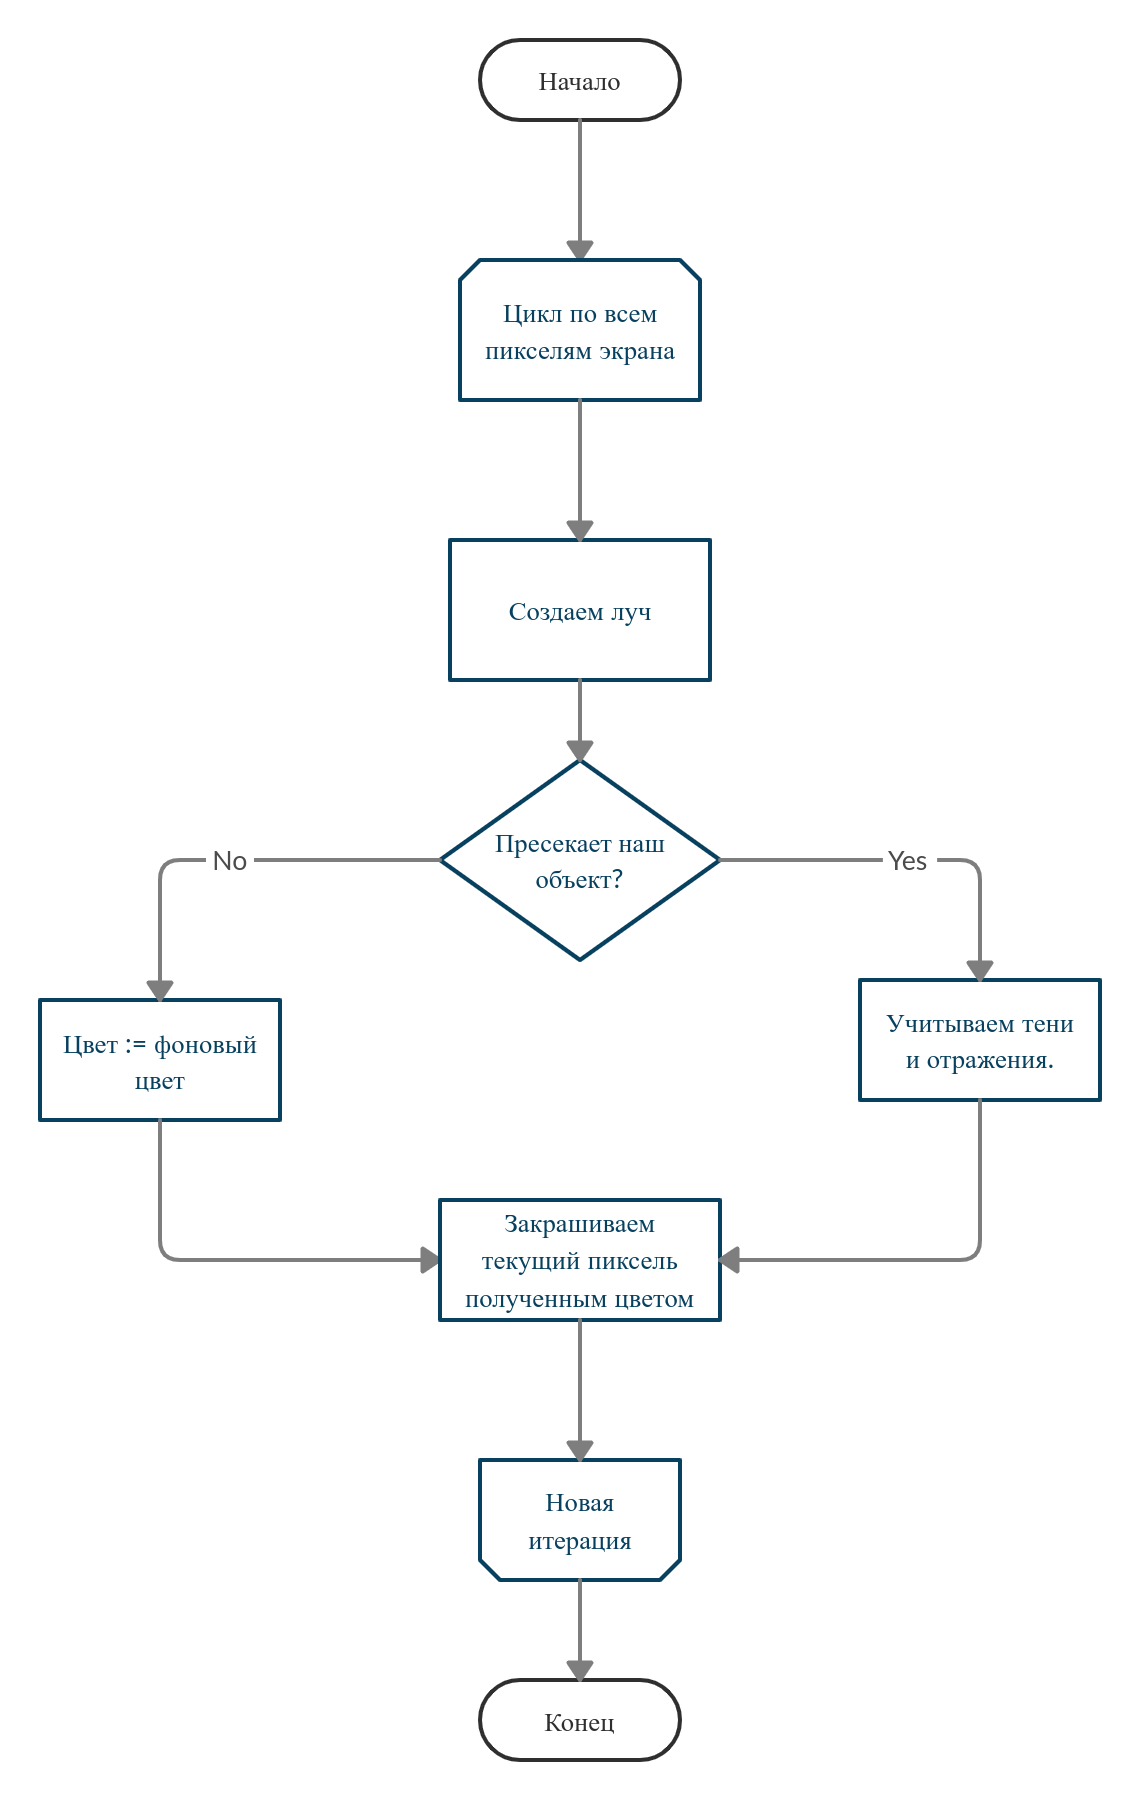 Начало
Цикл по всем
пикселям экрана
Создаем луч
Пресекает наш
объект?
No
Yes
Цвет := фоновый
цвет
Учитываем тени
и отражения.
Закрашиваем
текущий пиксель
полученным цветом
Новая
итерация
Конец